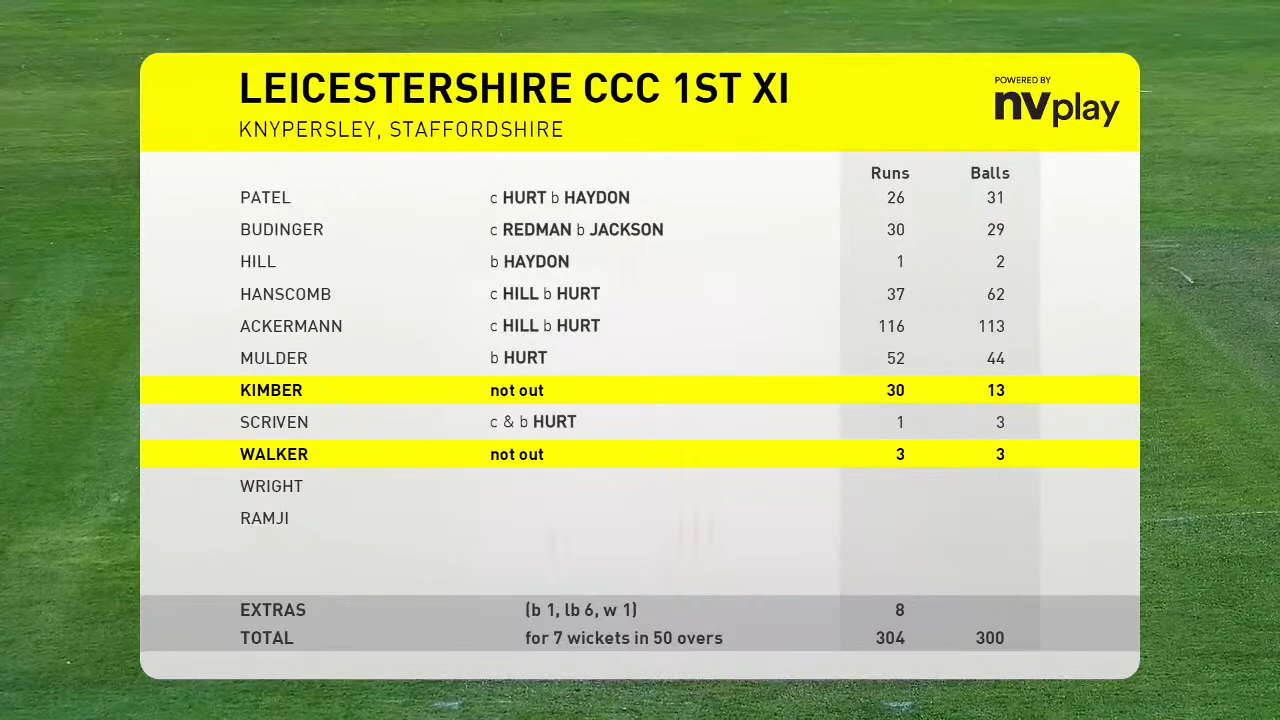 LEICESTERSHIRE CCC 1ST XI
KNYPERSLEY, STAFFORDSHIRE
POWERED BY
nvplay
Runs Balls
PATEL c HURT b HAYDON 26 31
BUDINGER c REDMAN b JACKSON 30 29
HILL b HAYDON 1 2
HANSCOMB c HILL b HURT 37 62
ACKERMANN c HILL b HURT 116 113
MULDER b HURT 52 44
KIMBER not out 30 13
SCRIVEN c & b HURT 1 3
WALKER not out 3 3
WRIGHT
RAMJI
EXTRAS (b 1, lb 6, w 1) 8
TOTAL for 7 wickets in 50 overs 304 300